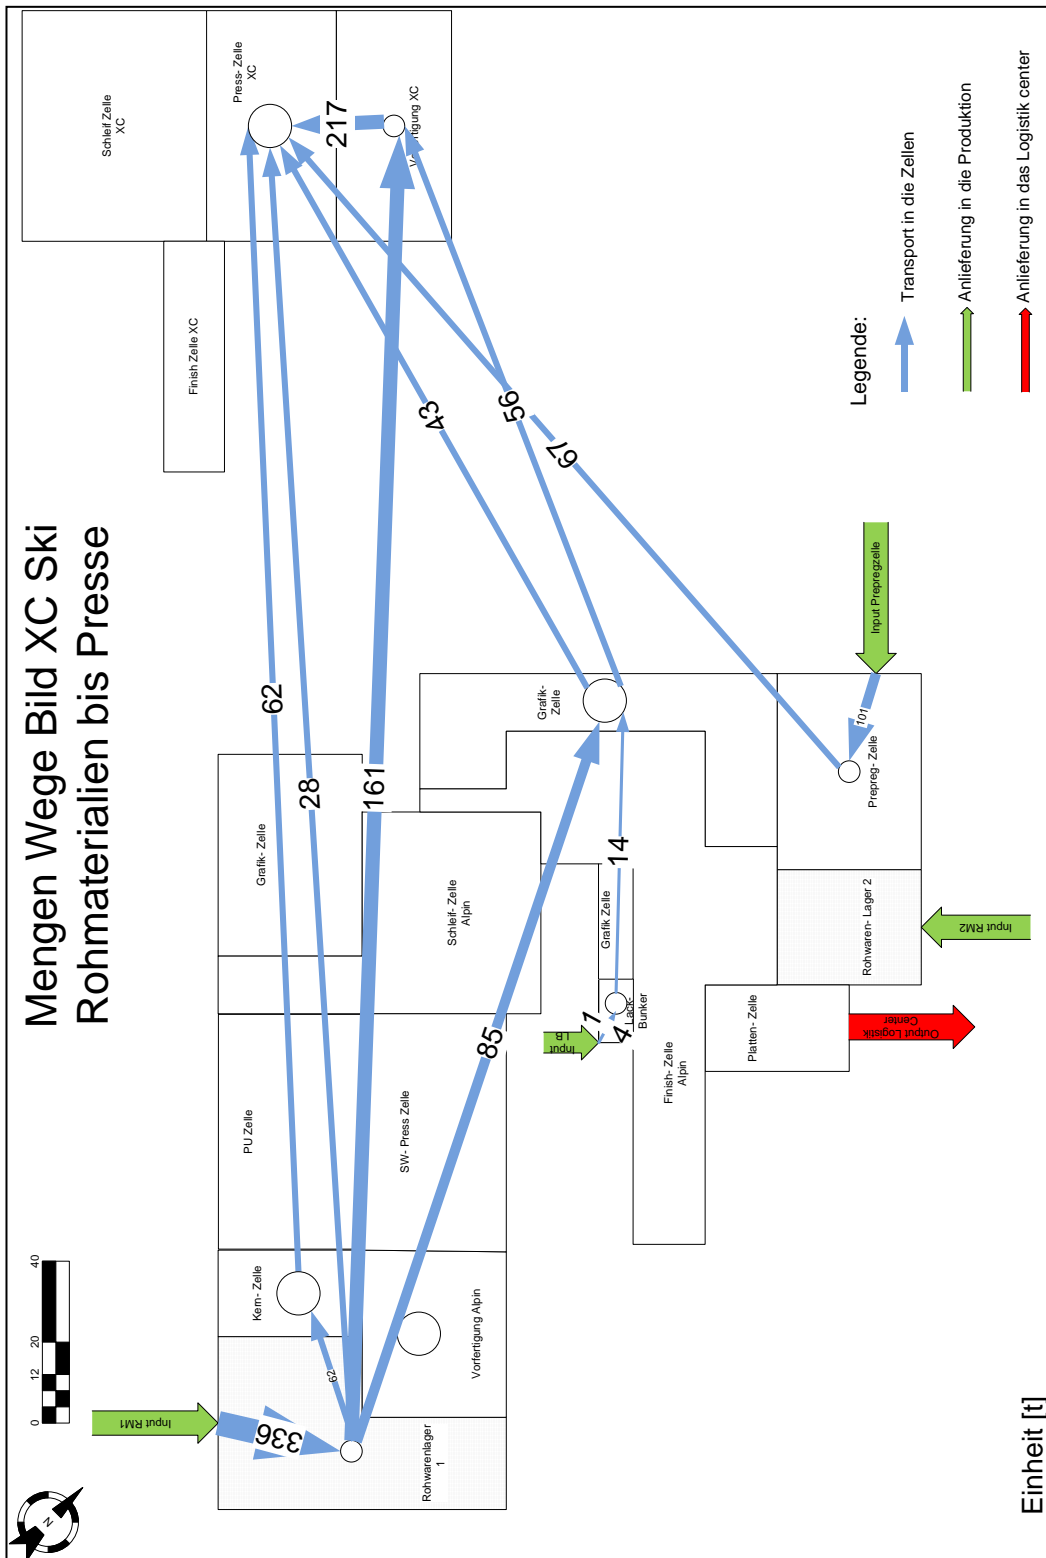 Mengen Wege Bild XC Ski
Rohmaterialien bis Presse
0
12
20
40
N
Input RM1
336
Rohwarenlager
1
62
Kern- Zelle
Vorfertigung Alpin
PU Zelle
SW- Press Zelle
Grafik- Zelle
Schleif- Zelle
Alpin
62
28
161
85
Input
LB
1
4
Lack-
Bunker
Grafik Zelle
14
Grafik-
Zelle
Finish- Zelle
Alpin
Platten- Zelle
Output Logistik
Center
Rohwaren- Lager 2
Input RM2
Prepreg- Zelle
101
Input Prepregzelle
43
56
67
Finish Zelle XC
Schleif Zelle
XC
Press- Zelle
XC
217
Vorfertigung XC
Legende:
Transport in die Zellen
Anlieferung in die Produktion
Anlieferung in das Logistik center
Einheit [t]